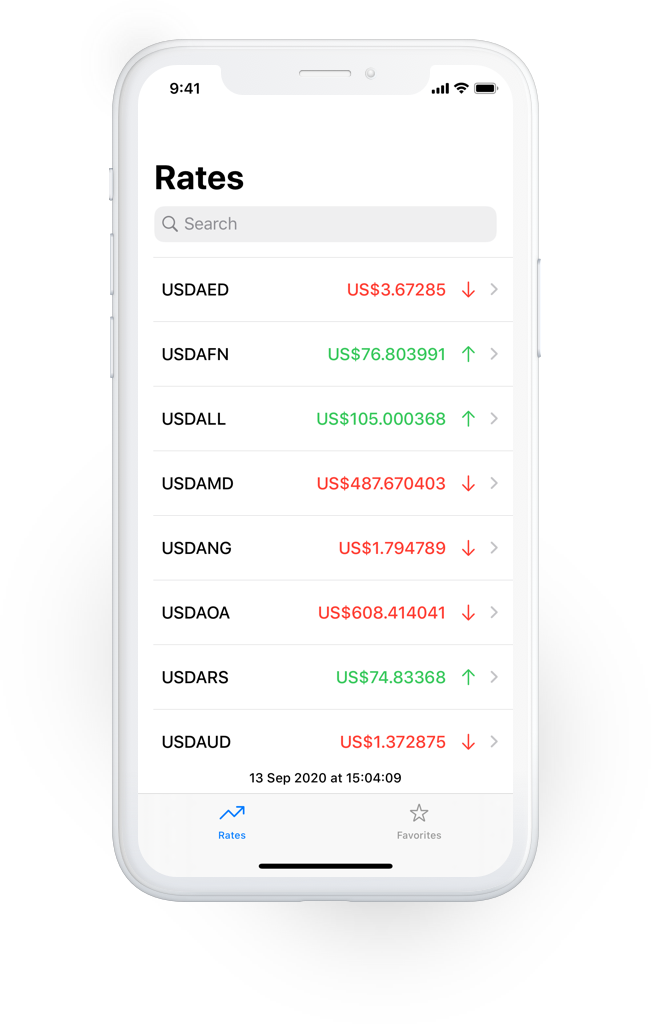 9:41
Rates
Search
USDAED US$3.67285
USDAFN US$76.803991
USDALL US$105.000368
USDAMD US$487.670403
USDANG US$1.794789
USDAOA US$608.414041
USDARS US$74.83368
USDAUD US$1.372875
13 Sep 2020 at 15:04:09
Rates Favorites